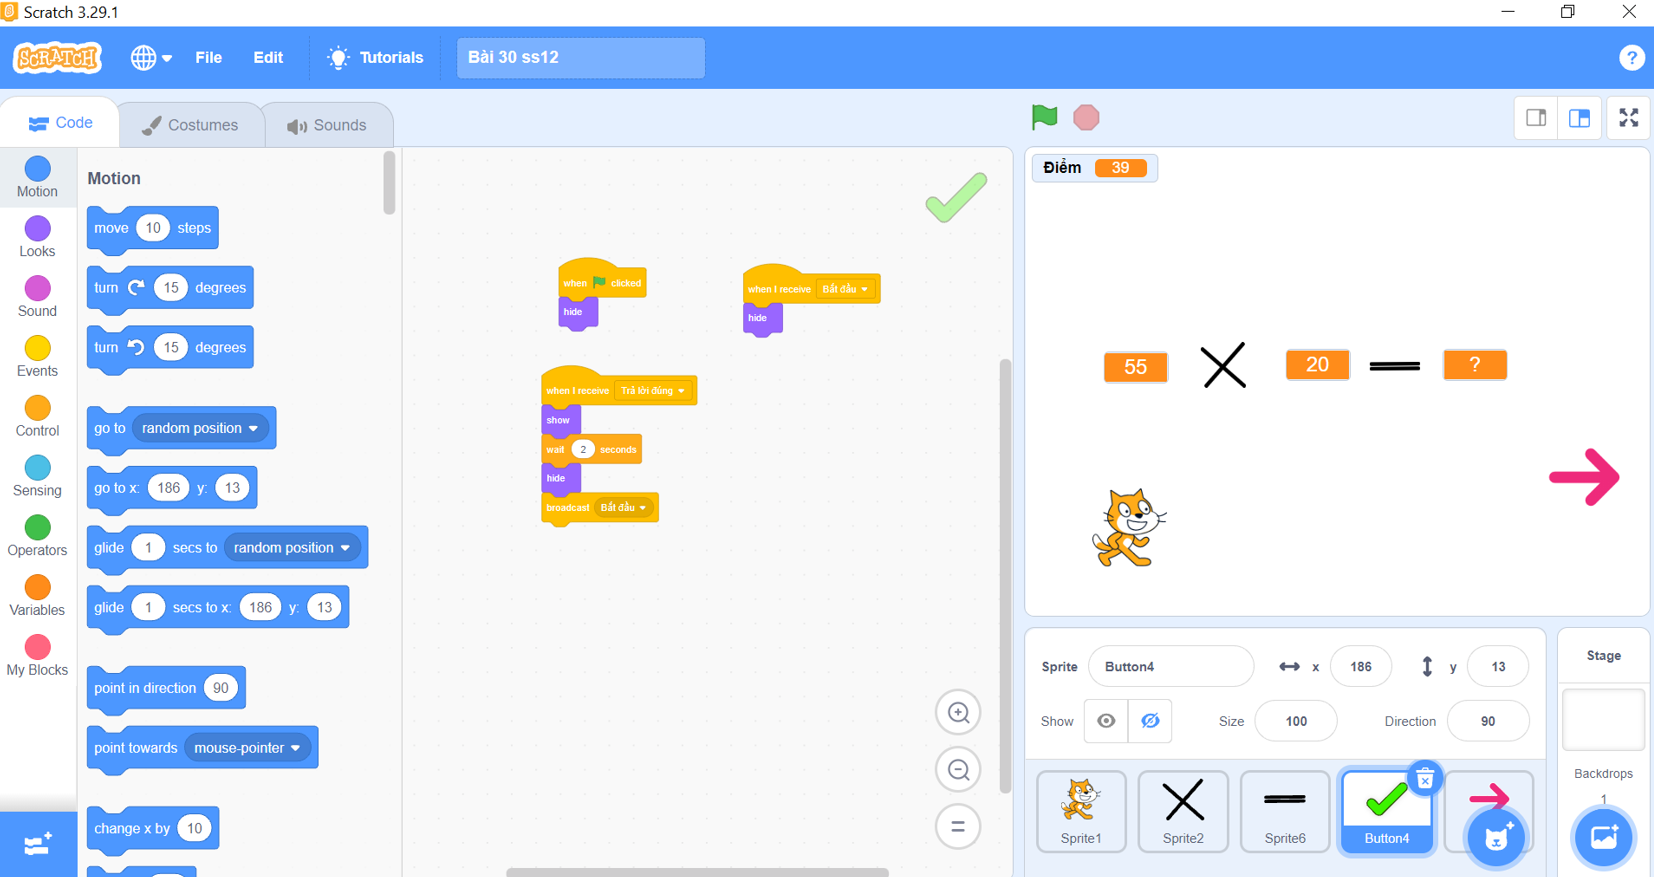 Scratch 3.29.1
SCRATCH
File
Edit
Tutorials
Bài 30 ss12
?
Code
Costumes
Sounds
Motion
Looks
Sound
Events
Control
Sensing
Operators
Variables
My Blocks
Motion
move 10 steps
turn 15 degrees
turn 15 degrees
go to random position
go to x: 186 y: 13
glide 1 secs to random position
glide 1 secs to x: 186 y: 13
point in direction 90
point towards mouse-pointer
change x by 10
when clicked
hide
when I receive Bắt đầu
hide
when I receive Trả lời đúng
show
wait 2 seconds
hide
broadcast Bắt đầu
Điểm 39
55
20
?
Sprite Button4 x 186 y 13
Show Size 100 Direction 90
Sprite1
Sprite2
Sprite6
Button4
Stage
Backdrops
1